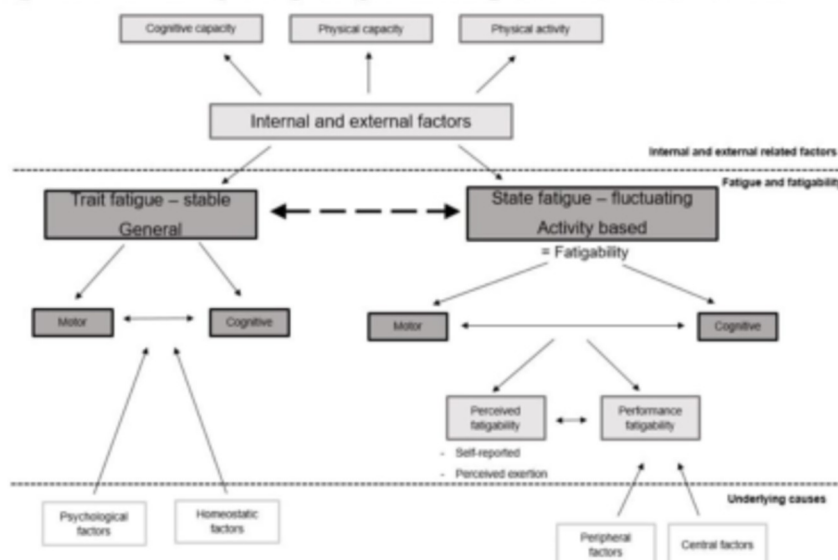 Cognitive capacity
Physical capacity
Physical activity
Internal and external factors
Internal and external related factors
Fatigue and fatigability
Trait fatigue – stable
General
State fatigue – fluctuating
Activity based
= Fatigability
Motor
Cognitive
Motor
Cognitive
Perceived
fatigability
Performance
fatigability
- Self-reported
- Perceived exertion
Underlying causes
Psychological
factors
Homeostatic
factors
Peripheral
factors
Central factors